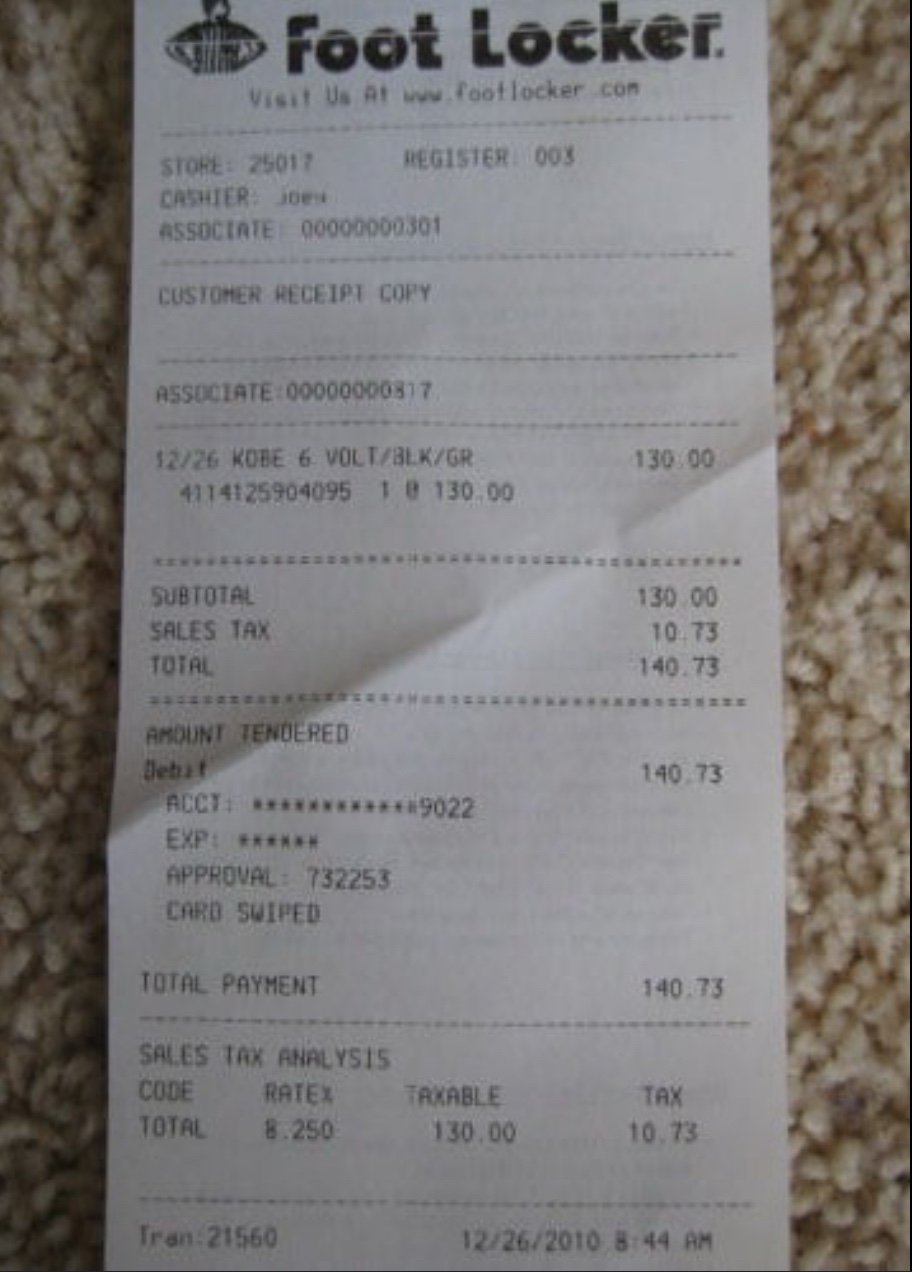 Foot Locker.
Visit Us At www.footlocker.com
STORE: 25017 REGISTER: 003
CASHIER: Joey
ASSOCIATE: 00000000301
CUSTOMER RECEIPT COPY
ASSOCIATE:00000000817
12/26 KOBE 6 VOLT/BLK/GR 130.00
4114125904095 1 @ 130.00
SUBTOTAL 130.00
SALES TAX 10.73
TOTAL 140.73
AMOUNT TENDERED
Debit 140.73
ACCT: ************9022
EXP: ******
APPROVAL: 732253
CARD SWIPED
TOTAL PAYMENT 140.73
SALES TAX ANALYSIS
CODE RATE% TAXABLE TAX
TOTAL 8.250 130.00 10.73
Tran:21560 12/26/2010 8:44 AM